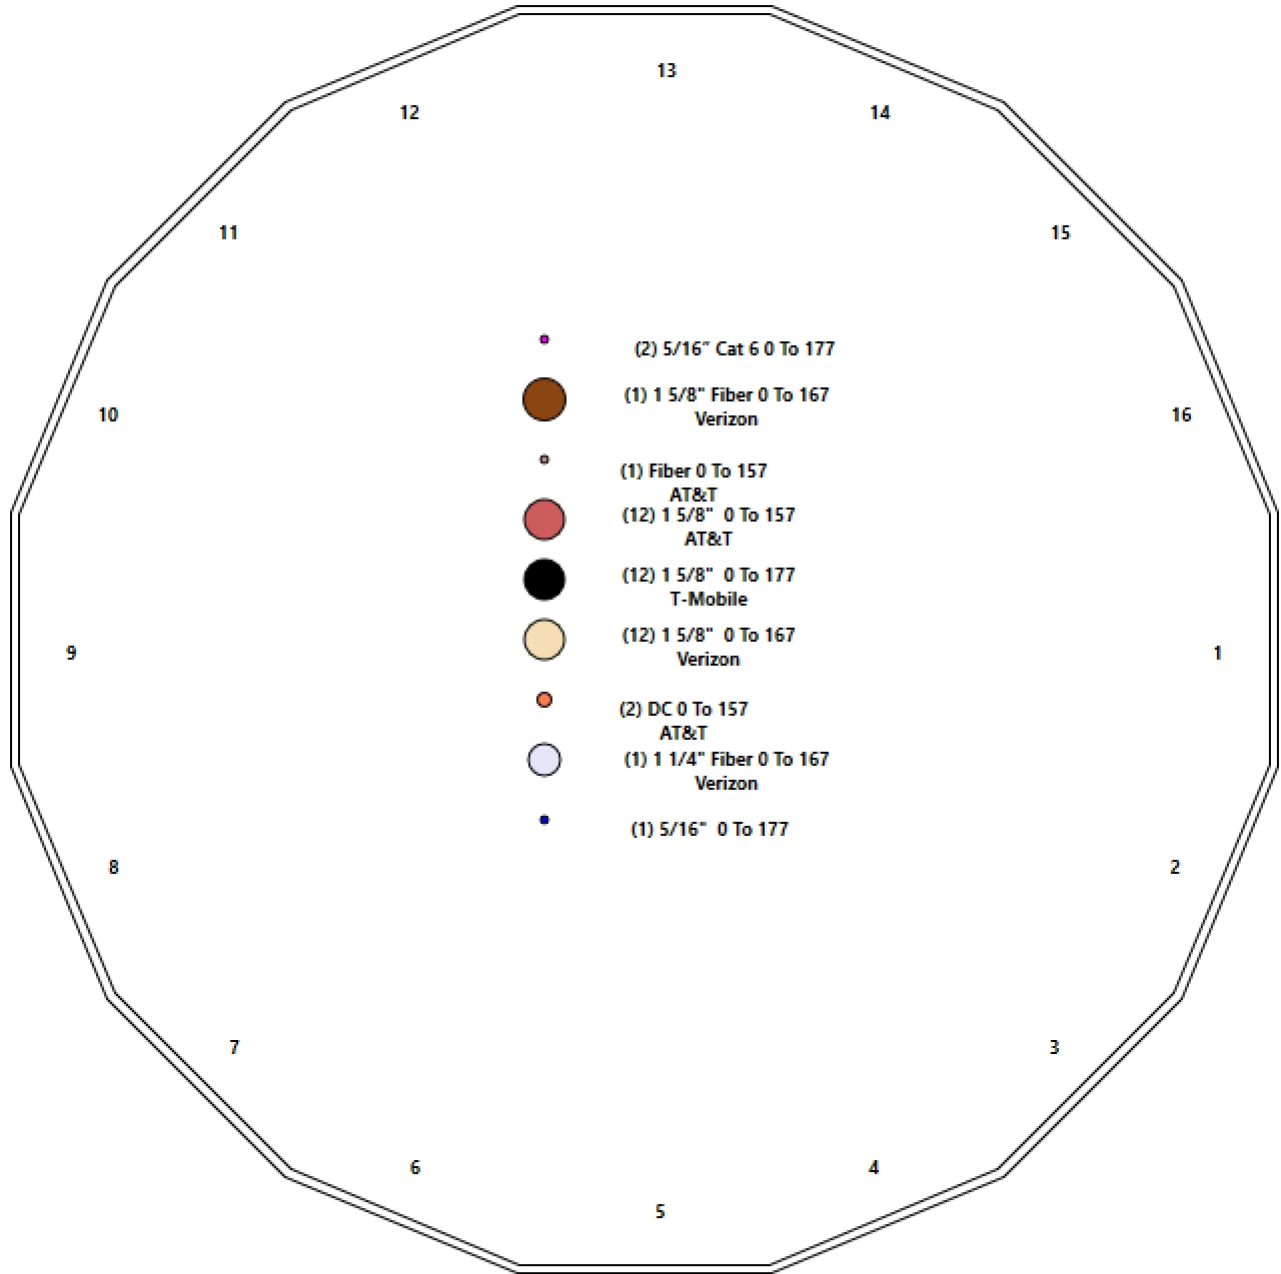 13
12
14
11
15
(2) 5/16" Cat 6 0 To 177
(1) 1 5/8" Fiber 0 To 167
Verizon
10
16
(1) Fiber 0 To 157
AT&T
(12) 1 5/8"  0 To 157
AT&T
(12) 1 5/8"  0 To 177
T-Mobile
(12) 1 5/8"  0 To 167
Verizon
9
1
(2) DC 0 To 157
AT&T
(1) 1 1/4" Fiber 0 To 167
Verizon
(1) 5/16"  0 To 177
8
2
7
3
6
4
5